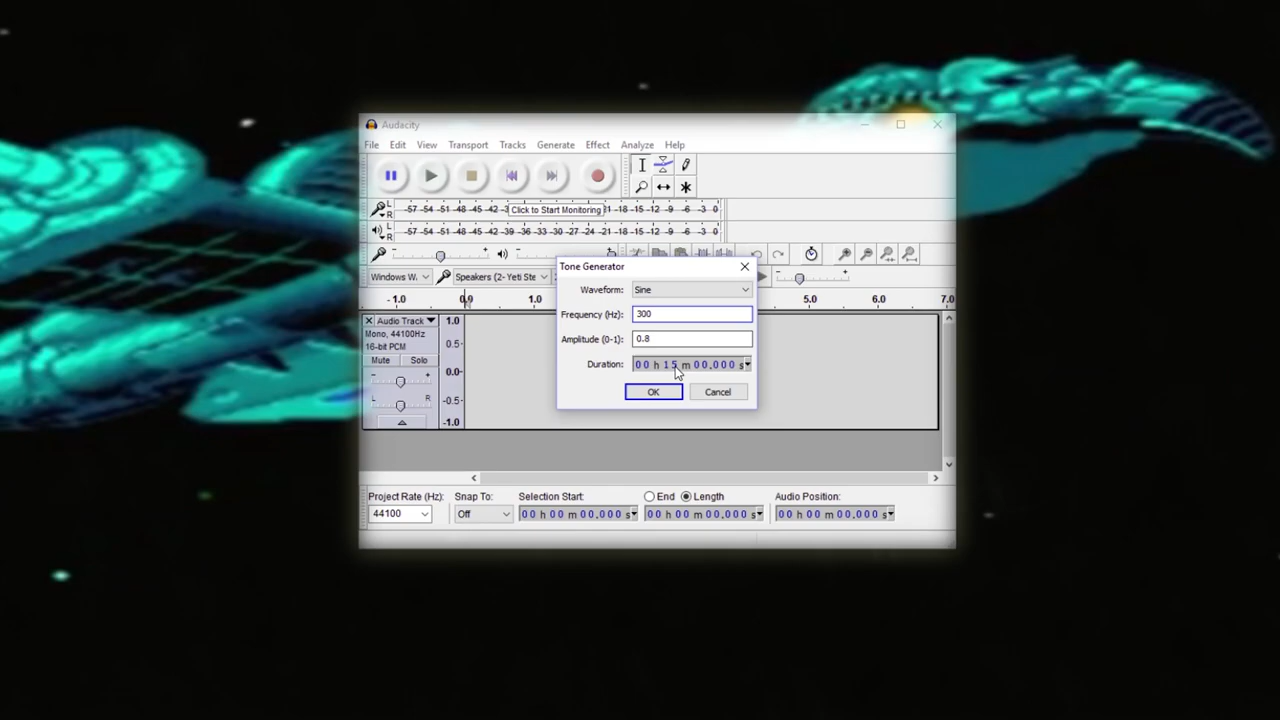 Audacity
File Edit View Transport Tracks Generate Effect Analyze Help
L R -57 -54 -51 -48 -45 -42 -3 Click to Start Monitoring 1 -18 -15 -12 -9 -6 -3 0
L R -57 -54 -51 -48 -45 -42 -39 -36 -33 -30 -27 -24 -21 -18 -15 -12 -9 -6 -3 0
- + - +
Windows W. Speakers (2- Yeti Ste - +
-1.0 0.0 1.0 5.0 6.0 7.0
Tone Generator
Waveform: Sine
Frequency (Hz): 300
Amplitude (0-1): 0.8
Duration: 00 h 15 m 00.000 s
OK Cancel
Audio Track 1.0
Mono, 44100Hz
16-bit PCM 0.5
Mute Solo
- + 0.0
L R -0.5
-1.0
Project Rate (Hz): Snap To: Selection Start: End Length Audio Position:
44100 Off 00 h 00 m 00.000 s 00 h 00 m 00.000 s 00 h 00 m 00.000 s